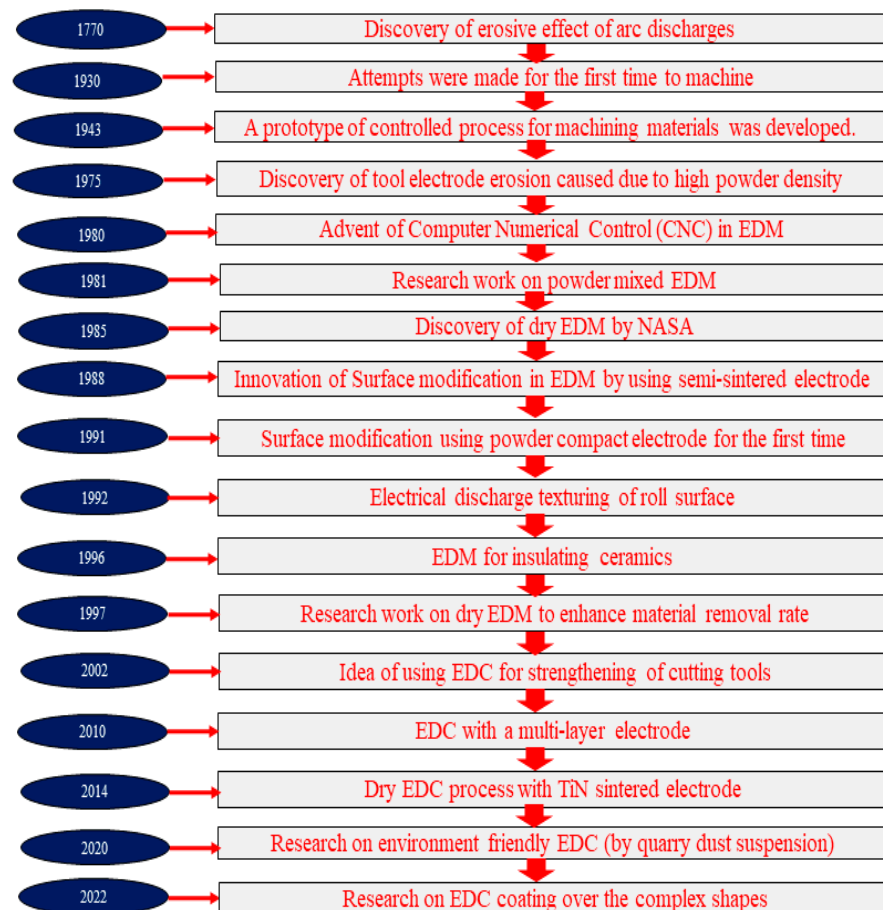 1770
Discovery of erosive effect of arc discharges
1930
Attempts were made for the first time to machine
1943
A prototype of controlled process for machining materials was developed.
1975
Discovery of tool electrode erosion caused due to high powder density
1980
Advent of Computer Numerical Control (CNC) in EDM
1981
Research work on powder mixed EDM
1985
Discovery of dry EDM by NASA
1988
Innovation of Surface modification in EDM by using semi-sintered electrode
1991
Surface modification using powder compact electrode for the first time
1992
Electrical discharge texturing of roll surface
1996
EDM for insulating ceramics
1997
Research work on dry EDM to enhance material removal rate
2002
Idea of using EDC for strengthening of cutting tools
2010
EDC with a multi-layer electrode
2014
Dry EDC process with TiN sintered electrode
2020
Research on environment friendly EDC (by quarry dust suspension)
2022
Research on EDC coating over the complex shapes